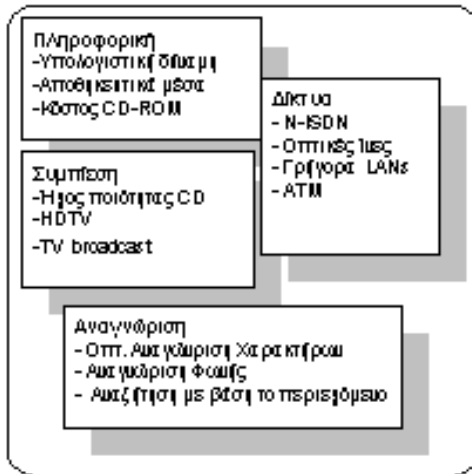 Πληροφορική
-Υπολογιστική δύναμη
-Αποθηκευτικά μέσα
-Κόστος CD-ROM
Συμπίεση
-Ήχος ποιότητας CD
-HDTV
-TV broadcast
Δίκτυα
- N-ISDN
- Οπτικές Ίνες
- Γρήγορα LANs
- ATM
Αναγνώριση
- Οπτ. Αναγνώριση Χαρακτήρων
- Αναγνώριση Φωνής
- Αναζήτηση με βάση το περιεχόμενο